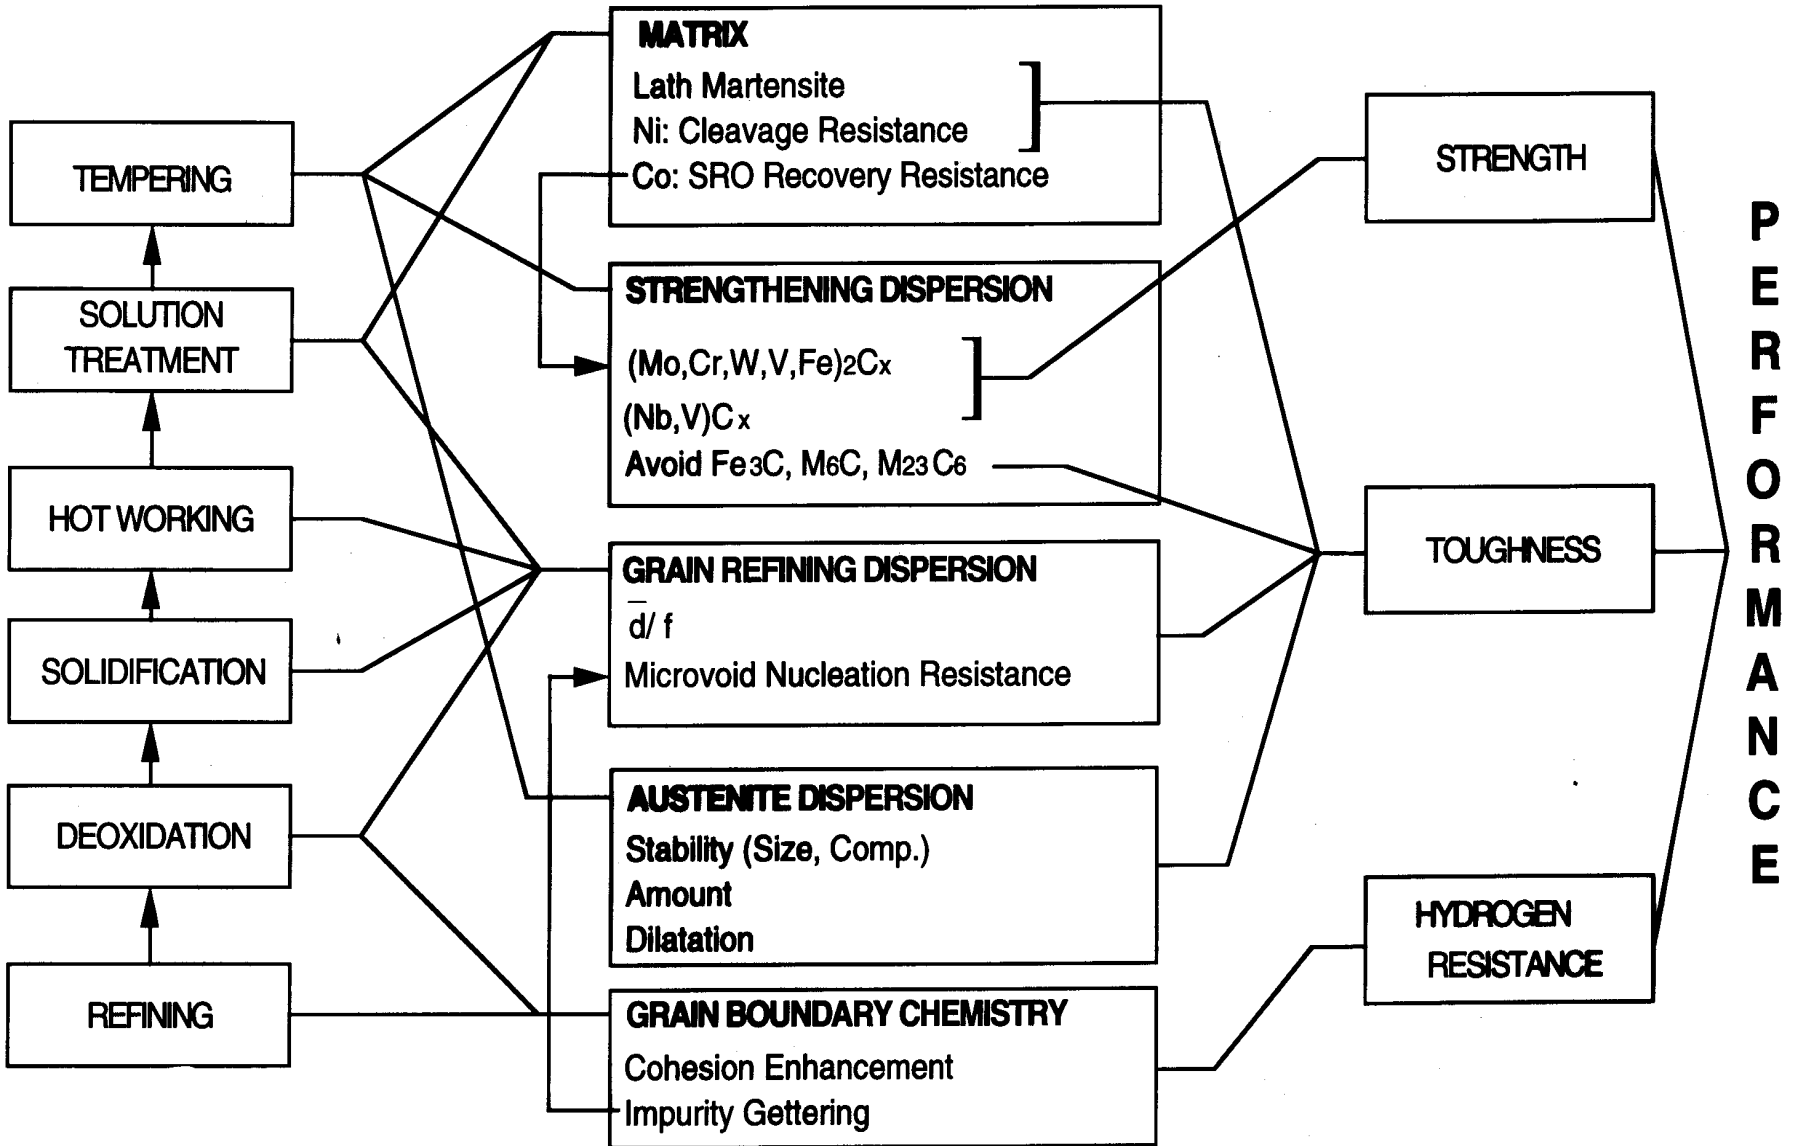 TEMPERING
SOLUTION
TREATMENT
HOT WORKING
SOLIDIFICATION
DEOXIDATION
REFINING
MATRIX
Lath Martensite
Ni: Cleavage Resistance
Co: SRO Recovery Resistance
STRENGTHENING DISPERSION
(Mo,Cr,W,V,Fe)2Cx
(Nb,V)Cx
Avoid Fe3C, M6C, M23C6
GRAIN REFINING DISPERSION
d̅/ f
Microvoid Nucleation Resistance
AUSTENITE DISPERSION
Stability (Size, Comp.)
Amount
Dilatation
GRAIN BOUNDARY CHEMISTRY
Cohesion Enhancement
Impurity Gettering
STRENGTH
TOUGHNESS
HYDROGEN
RESISTANCE
PERFORMANCE